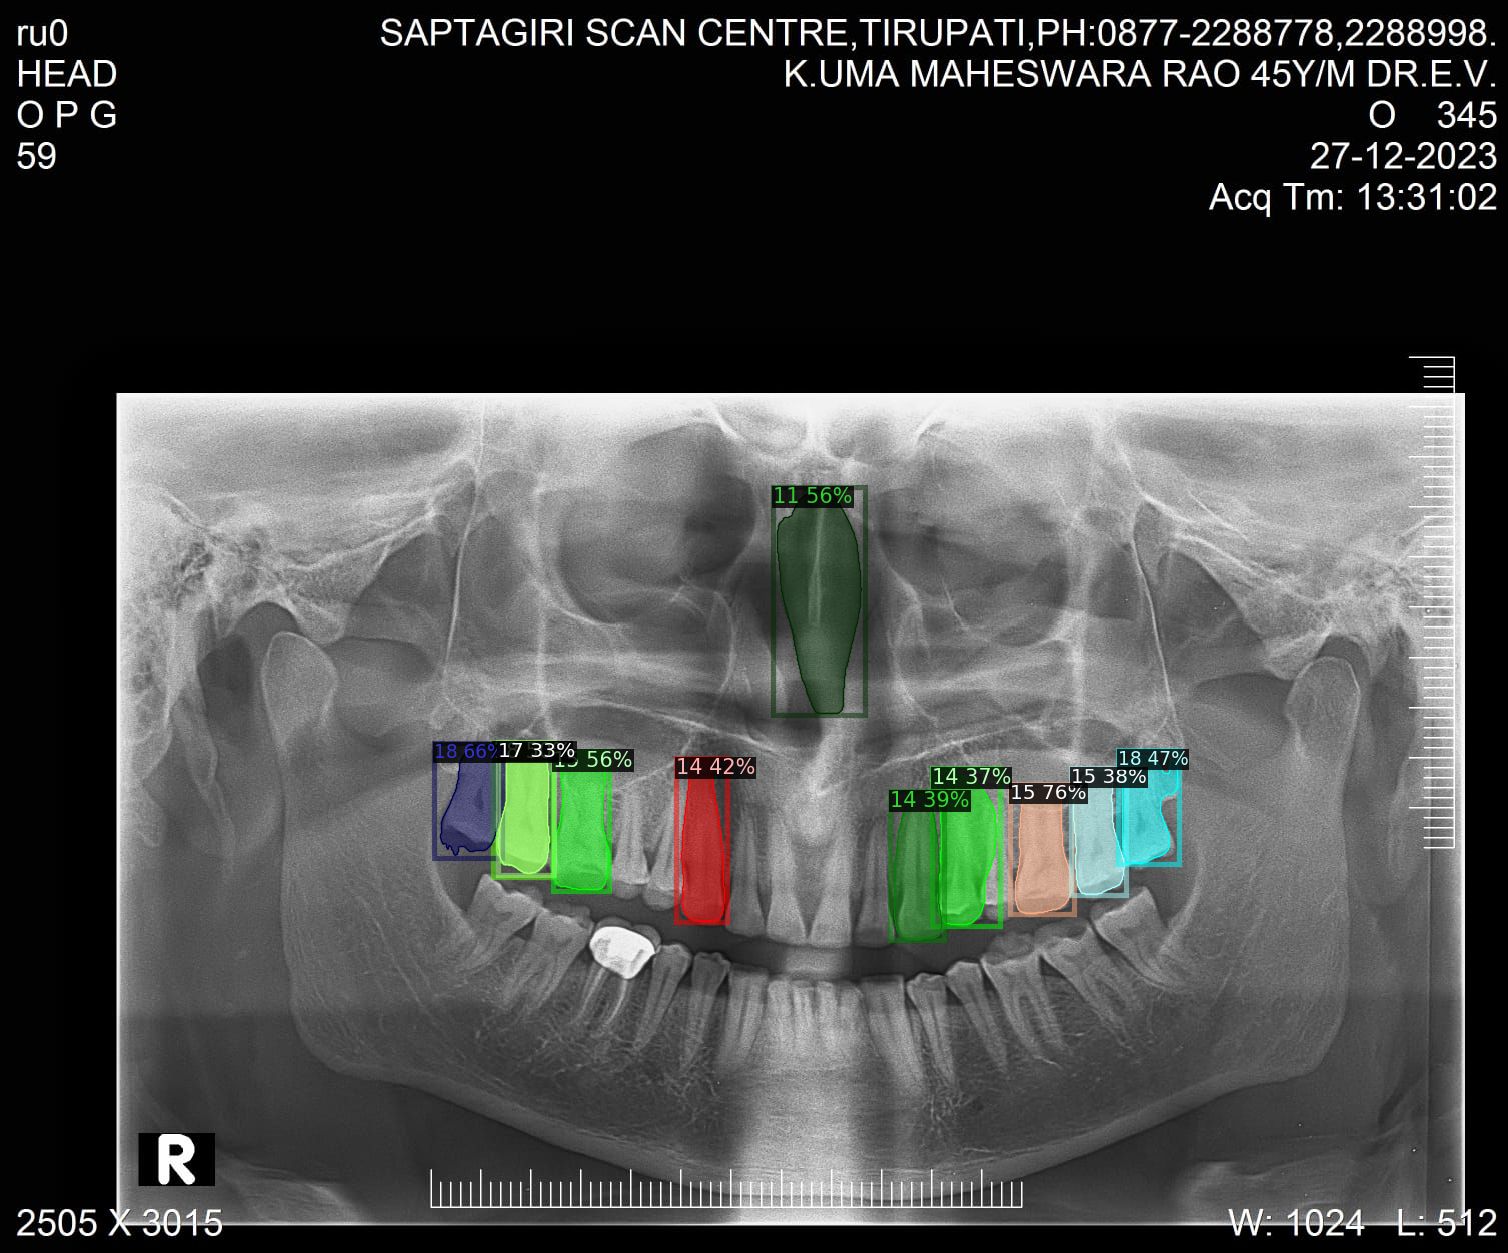 ru0
HEAD
O P G
59
SAPTAGIRI SCAN CENTRE,TIRUPATI,PH:0877-2288778,2288998.
K.UMA MAHESWARA RAO 45Y/M DR.E.V.
O 345
27-12-2023
Acq Tm: 13:31:02
11 56%
18 66%
17 33%
56%
14 42%
14 39%
14 37%
15 76%
15 38%
18 47%
R
2505 X 3015
W: 1024 L: 512